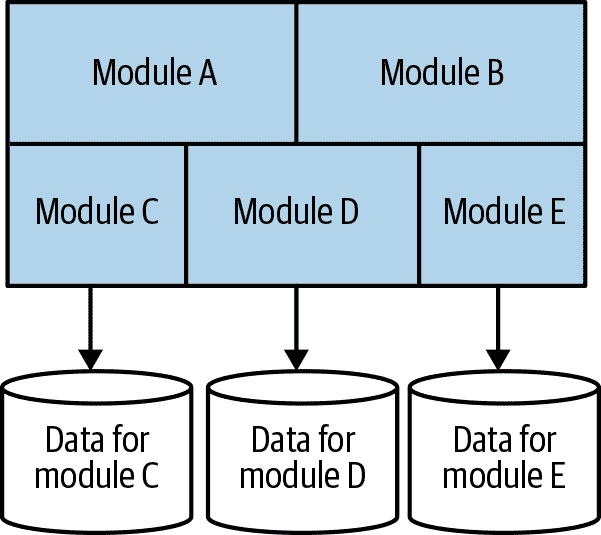 Module A
Module B
Module C
Module D
Module E
Data for
module C
Data for
module D
Data for
module E